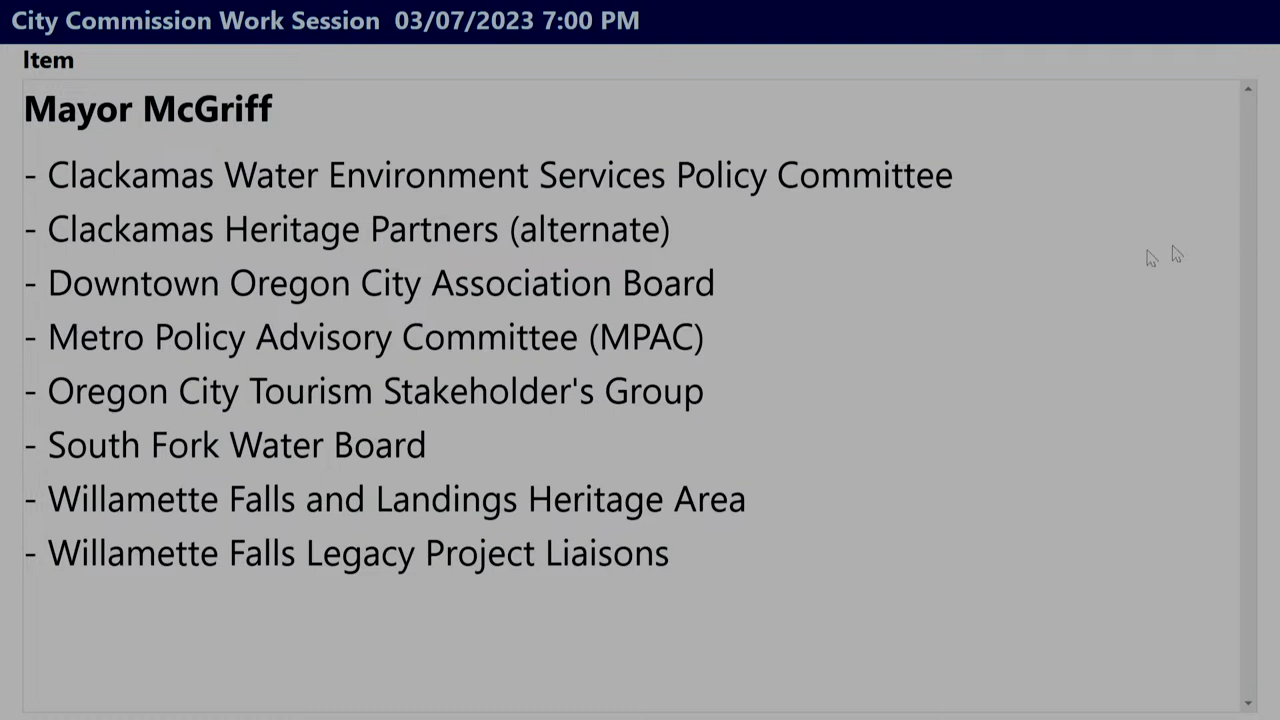 City Commission Work Session 03/07/2023 7:00 PM
Item
Mayor McGriff
- Clackamas Water Environment Services Policy Committee
- Clackamas Heritage Partners (alternate)
- Downtown Oregon City Association Board
- Metro Policy Advisory Committee (MPAC)
- Oregon City Tourism Stakeholder's Group
- South Fork Water Board
- Willamette Falls and Landings Heritage Area
- Willamette Falls Legacy Project Liaisons